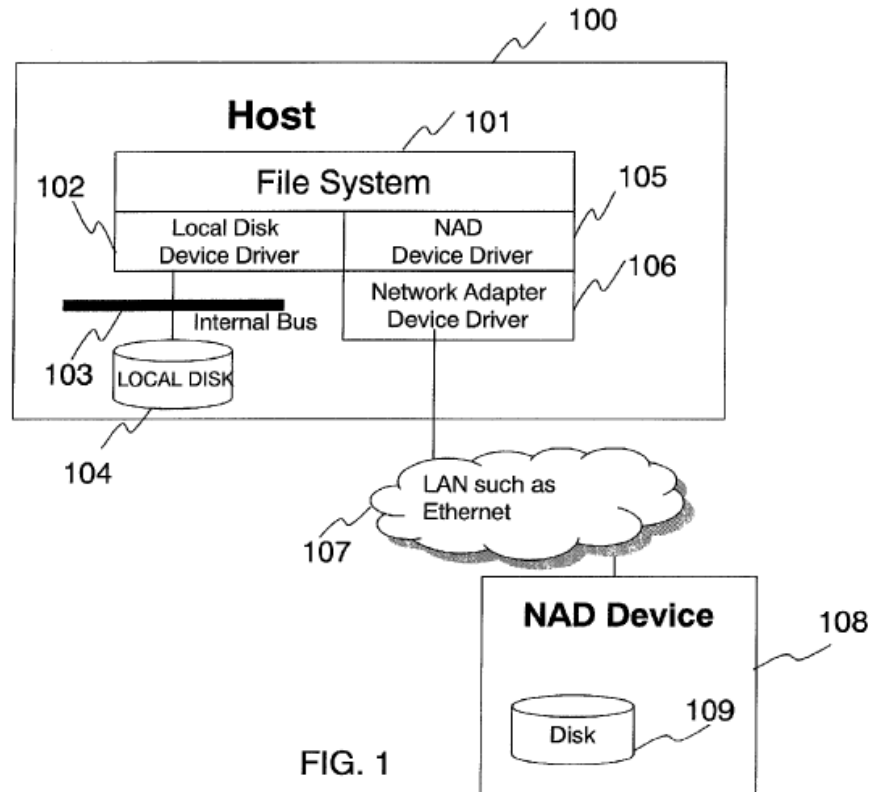 100
Host
101
File System
102
105
Local Disk
Device Driver
NAD
Device Driver
106
Network Adapter
Device Driver
Internal Bus
103
LOCAL DISK
104
LAN such as
Ethernet
107
NAD Device
108
109
Disk
FIG. 1